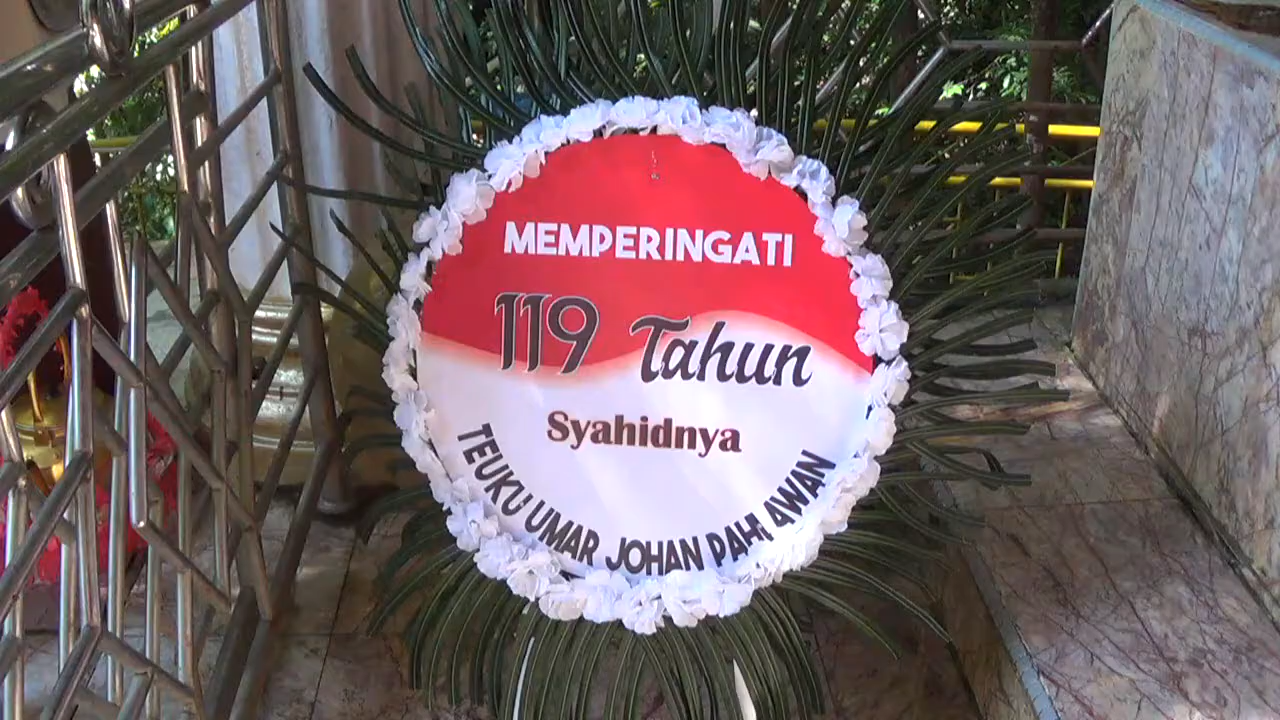 MEMPERINGATI
119 Tahun
Syahidnya
TEUKU UMAR JOHAN PAHLAWAN